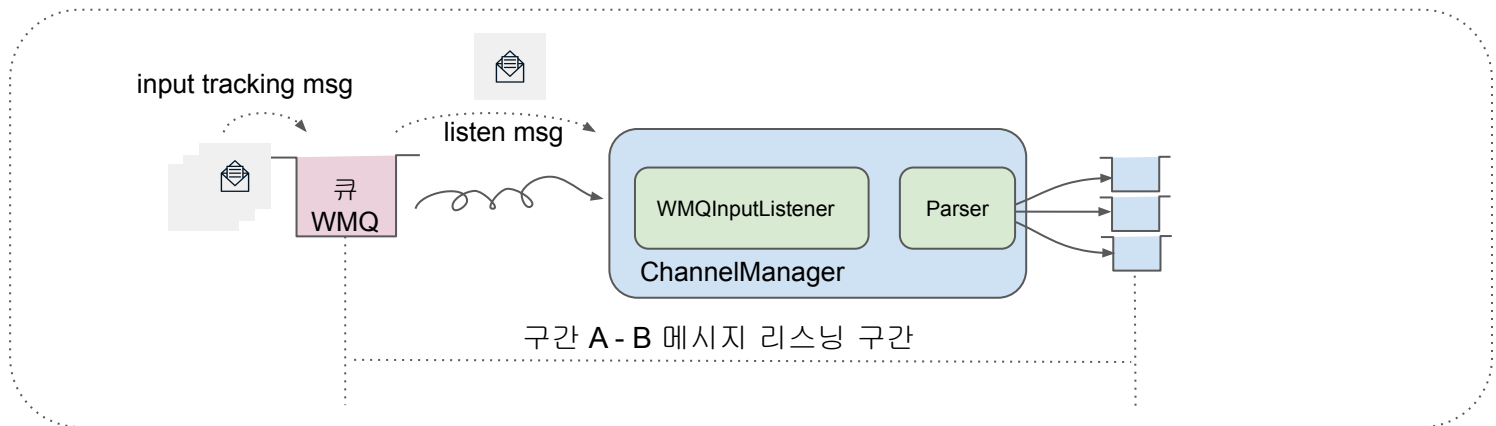 input tracking msg
listen msg
큐
WMQ
WMQInputListener
Parser
ChannelManager
구간 A - B 메시지 리스닝 구간